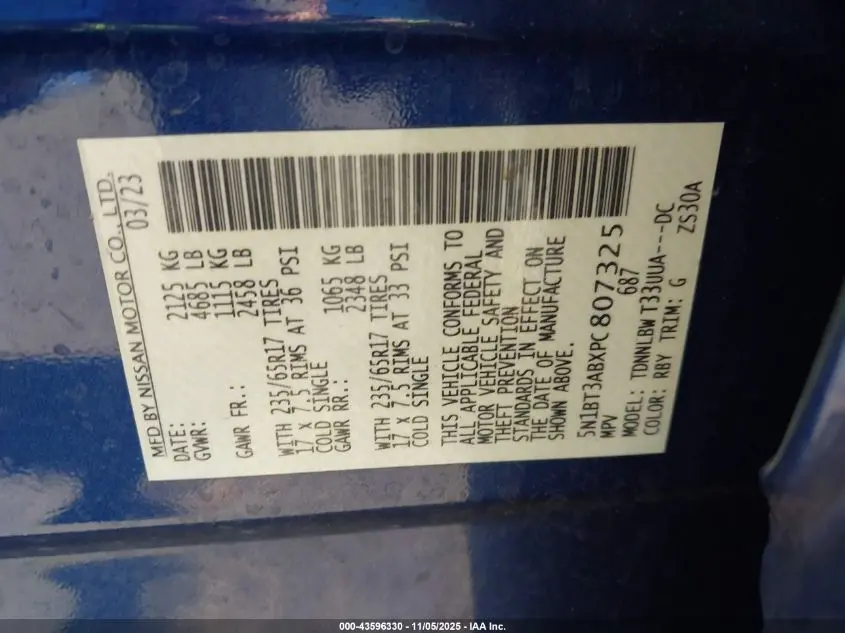 MFD BY NISSAN MOTOR CO., LTD.
DATE: 03/23
GVWR: 2125 KG
4685 LB
GAWR FR.: 1115 KG
2458 LB
WITH 235/65R17 TIRES
17 X 7.5 RIMS AT 36 PSI
COLD SINGLE
GAWR RR.: 1065 KG
2348 LB
WITH 235/65R17 TIRES
17 X 7.5 RIMS AT 33 PSI
COLD SINGLE
THIS VEHICLE CONFORMS TO
ALL APPLICABLE FEDERAL
MOTOR VEHICLE SAFETY AND
THEFT PREVENTION
STANDARDS IN EFFECT ON
THE DATE OF MANUFACTURE
SHOWN ABOVE.
5N1BT3ABXPC807325
MPV 687
MODEL: TDNNLBW T33UUA---DC
COLOR: RBY TRIM: G ZS30A
000-43596330 - 11/05/2025 - IAA Inc.